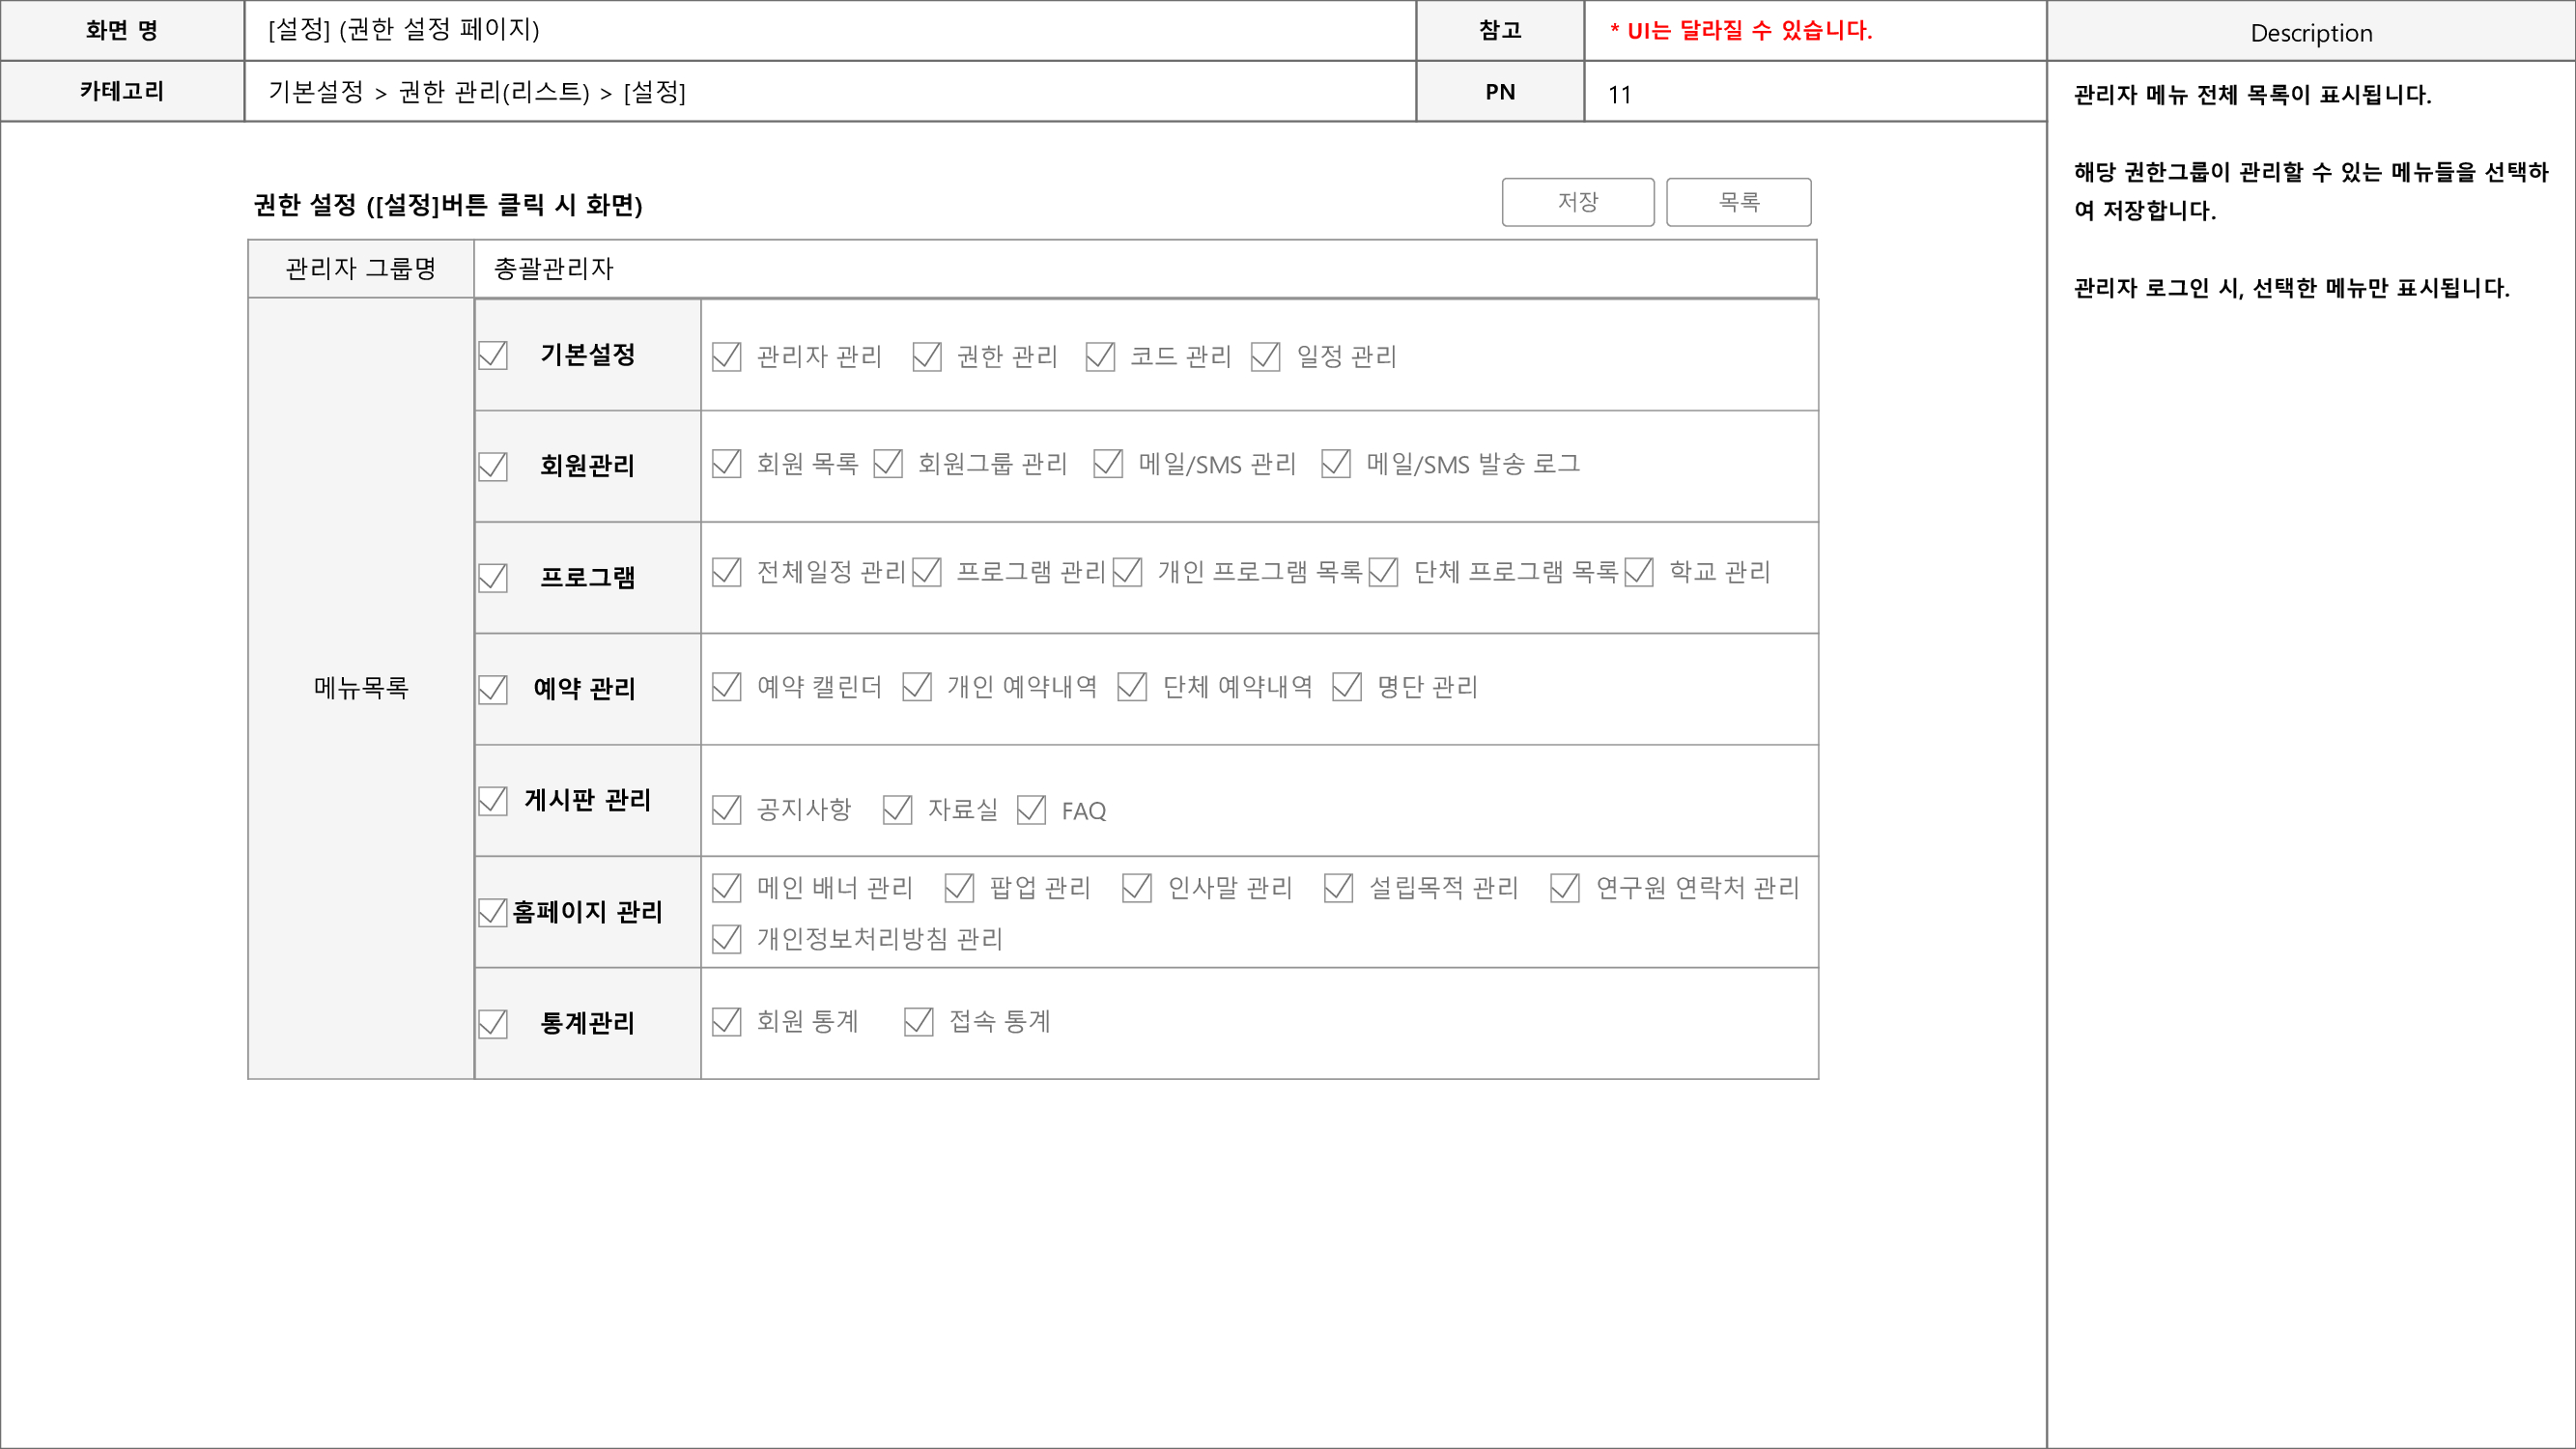 화면 명 [설정] (권한 설정 페이지) 참고 * UI는 달라질 수 있습니다. Description
카테고리 기본설정 > 권한 관리(리스트) > [설정] PN 11
관리자 메뉴 전체 목록이 표시됩니다.
해당 권한그룹이 관리할 수 있는 메뉴들을 선택하
여 저장합니다.
관리자 로그인 시, 선택한 메뉴만 표시됩니다.
권한 설정 ([설정]버튼 클릭 시 화면) 저장 목록
관리자 그룹명 총괄관리자
메뉴목록
기본설정 관리자 관리 권한 관리 코드 관리 일정 관리
회원관리 회원 목록 회원그룹 관리 메일/SMS 관리 메일/SMS 발송 로그
프로그램 전체일정 관리 프로그램 관리 개인 프로그램 목록 단체 프로그램 목록 학교 관리
예약 관리 예약 캘린더 개인 예약내역 단체 예약내역 명단 관리
게시판 관리 공지사항 자료실 FAQ
홈페이지 관리 메인 배너 관리 팝업 관리 인사말 관리 설립목적 관리 연구원 연락처 관리
개인정보처리방침 관리
통계관리 회원 통계 접속 통계